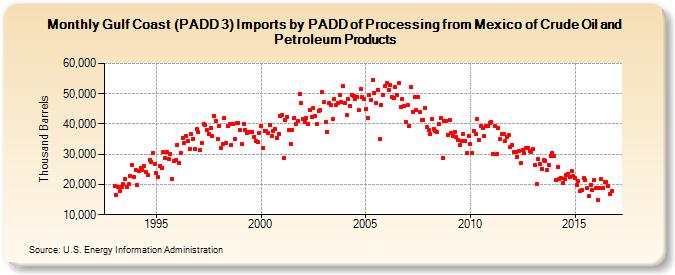 Monthly Gulf Coast (PADD 3) Imports by PADD of Processing from Mexico of Crude Oil and
Petroleum Products
Thousand Barrels
60,000
50,000
40,000
30,000
20,000
10,000
1995
2000
2005
2010
2015
Source: U.S. Energy Information Administration